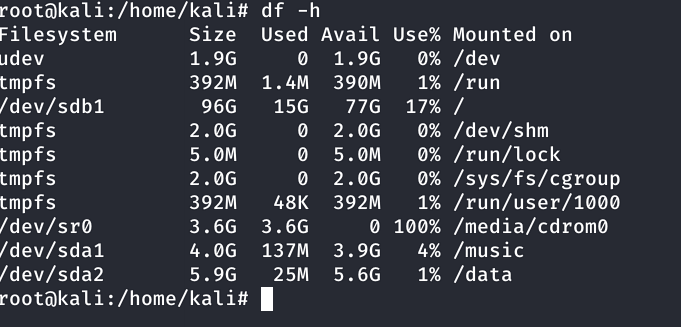 root@kali:/home/kali# df -h
Filesystem      Size  Used Avail Use% Mounted on
udev            1.9G     0  1.9G   0% /dev
tmpfs           392M  1.4M  390M   1% /run
/dev/sdb1        96G   15G   77G  17% /
tmpfs           2.0G     0  2.0G   0% /dev/shm
tmpfs           5.0M     0  5.0M   0% /run/lock
tmpfs           2.0G     0  2.0G   0% /sys/fs/cgroup
tmpfs           392M   48K  392M   1% /run/user/1000
/dev/sr0        3.6G  3.6G     0 100% /media/cdrom0
/dev/sda1       4.0G  137M  3.9G   4% /music
/dev/sda2       5.9G   25M  5.6G   1% /data
root@kali:/home/kali#